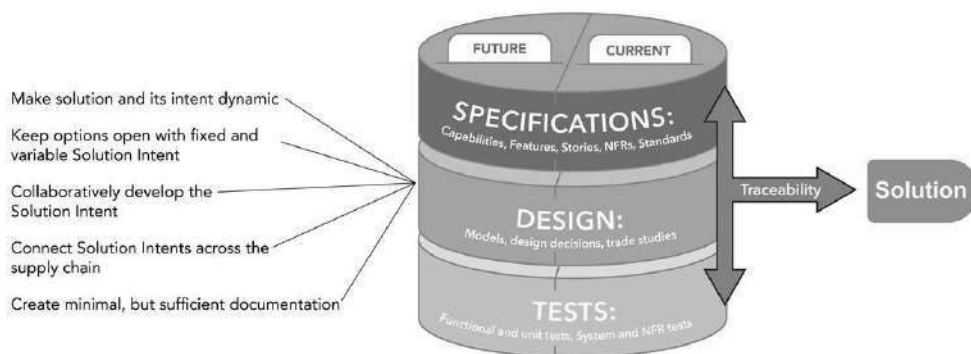 FUTURE
CURRENT
Make solution and its intent dynamic
Keep options open with fixed and
variable Solution Intent
Collaboratively develop the
Solution Intent
Connect Solution Intents across the
supply chain
Create minimal, but sufficient documentation
SPECIFICATIONS:
Capabilities, Features, Stories, NFRs, Standards
DESIGN:
Models, design decisions, trade studies
TESTS:
Functional and unit tests, System and NFR tests
Traceability
Solution